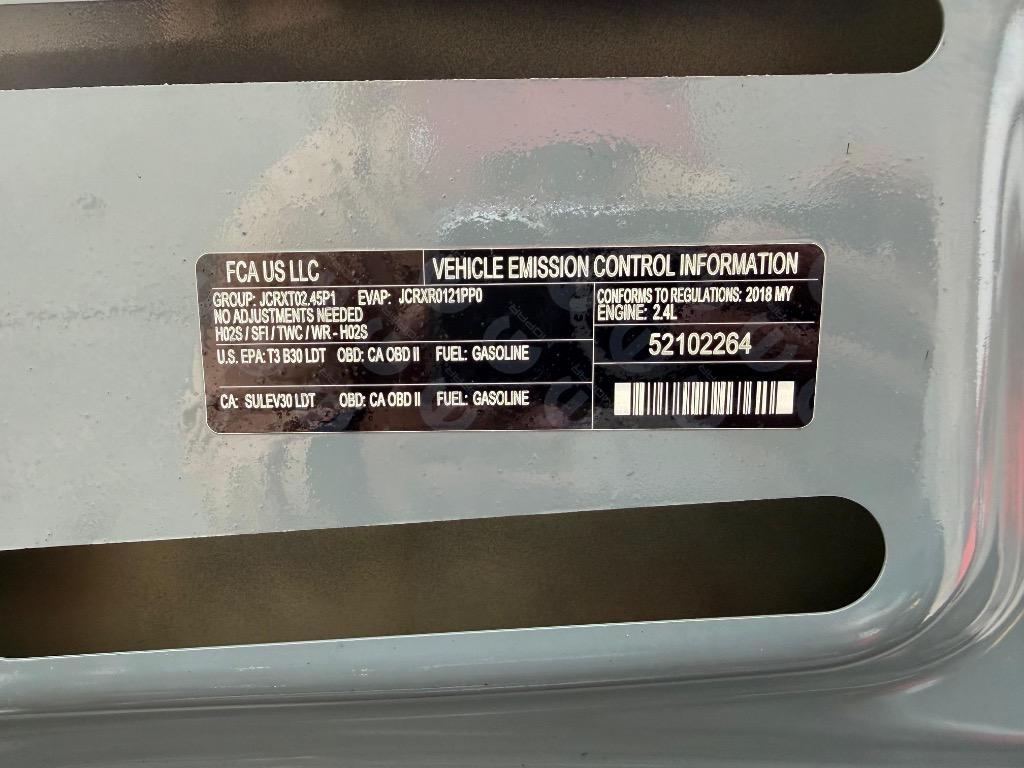 FCA US LLC
VEHICLE EMISSION CONTROL INFORMATION
GROUP: JCRXT02.45P1 EVAP: JCRXR0121PP0
NO ADJUSTMENTS NEEDED
H02S / SFI / TWC / WR - H02S
U.S. EPA: T3 B30 LDT OBD: CA OBD II FUEL: GASOLINE
CA: SULEV30 LDT OBD: CA OBD II FUEL: GASOLINE
CONFORMS TO REGULATIONS: 2018 MY
ENGINE: 2.4L
52102264